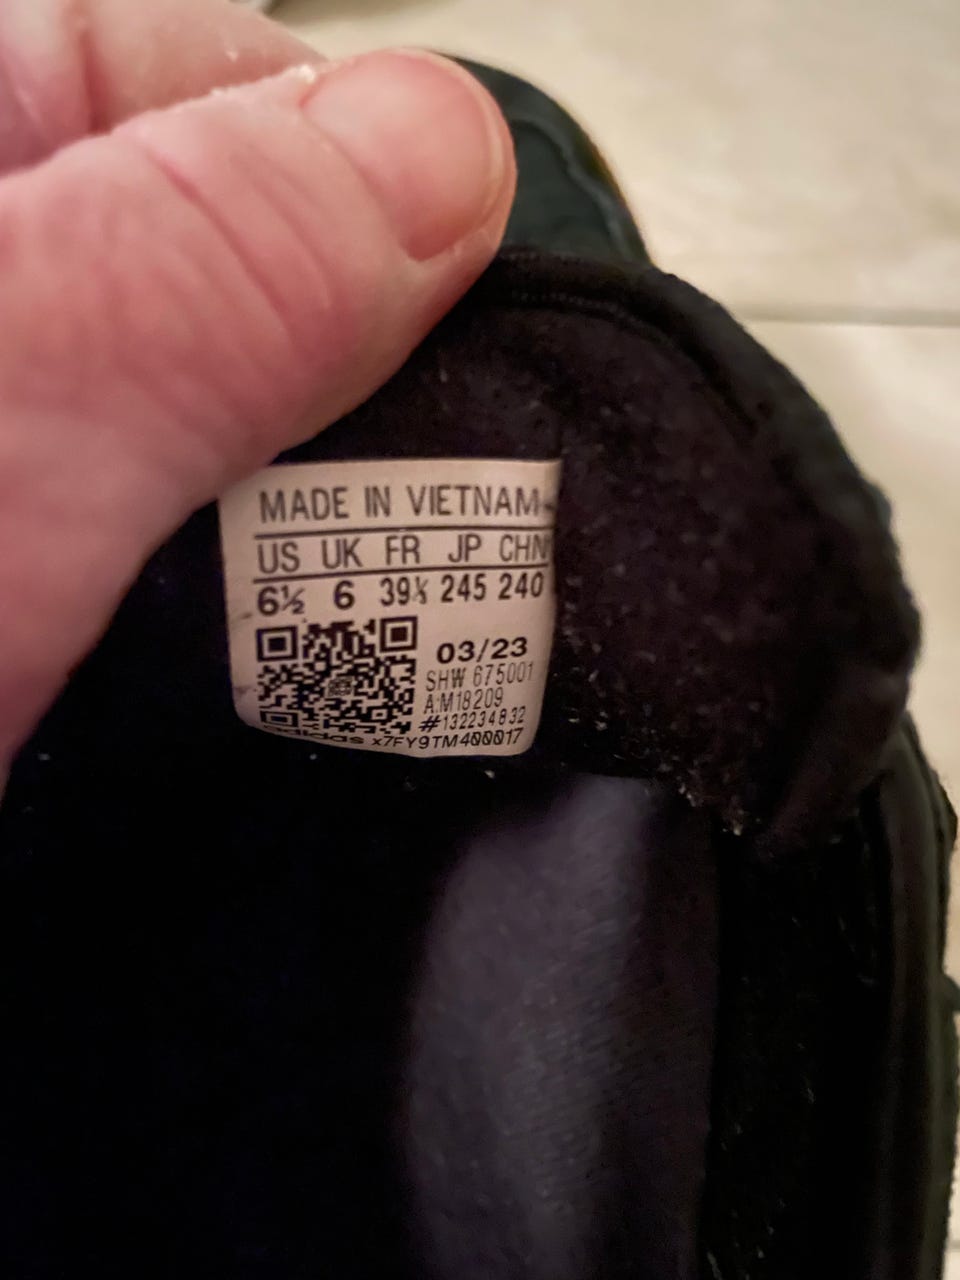 MADE IN VIETNAM
US UK FR JP CHN
6½ 6 39⅓ 245 240
03/23
SHW 675001
A:M18209
#132234832
adidas x7FY9TM400017